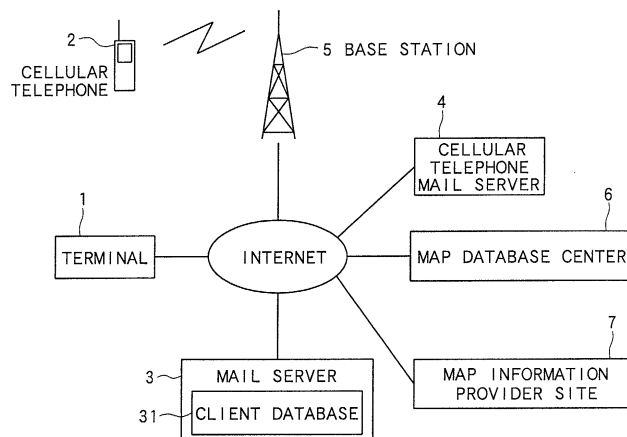 2
CELLULAR
TELEPHONE
5 BASE STATION
4
CELLULAR
TELEPHONE
MAIL SERVER
1
TERMINAL
INTERNET
6
MAP DATABASE CENTER
3
MAIL SERVER
31
CLIENT DATABASE
7
MAP INFORMATION
PROVIDER SITE